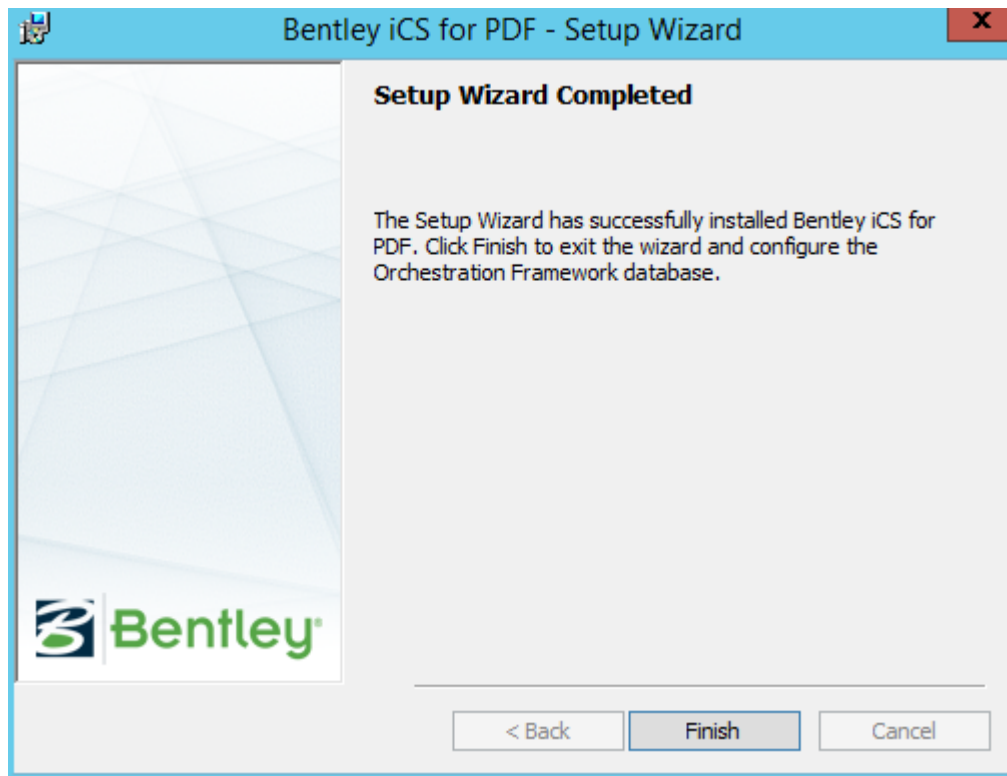 Bentley iCS for PDF - Setup Wizard
x
Setup Wizard Completed
The Setup Wizard has successfully installed Bentley iCS for
PDF. Click Finish to exit the wizard and configure the
Orchestration Framework database.
Bentley®
< Back
Finish
Cancel